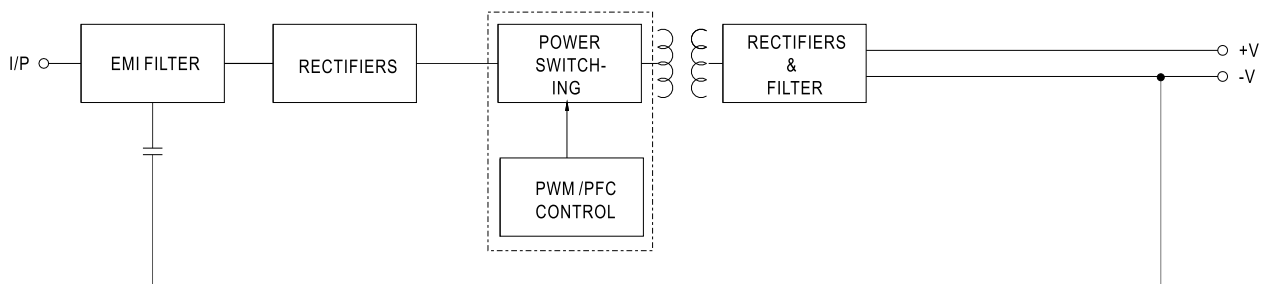 I/P
EMI FILTER
RECTIFIERS
POWER
SWITCH-
ING
RECTIFIERS
&
FILTER
+V
-V
PWM /PFC
CONTROL